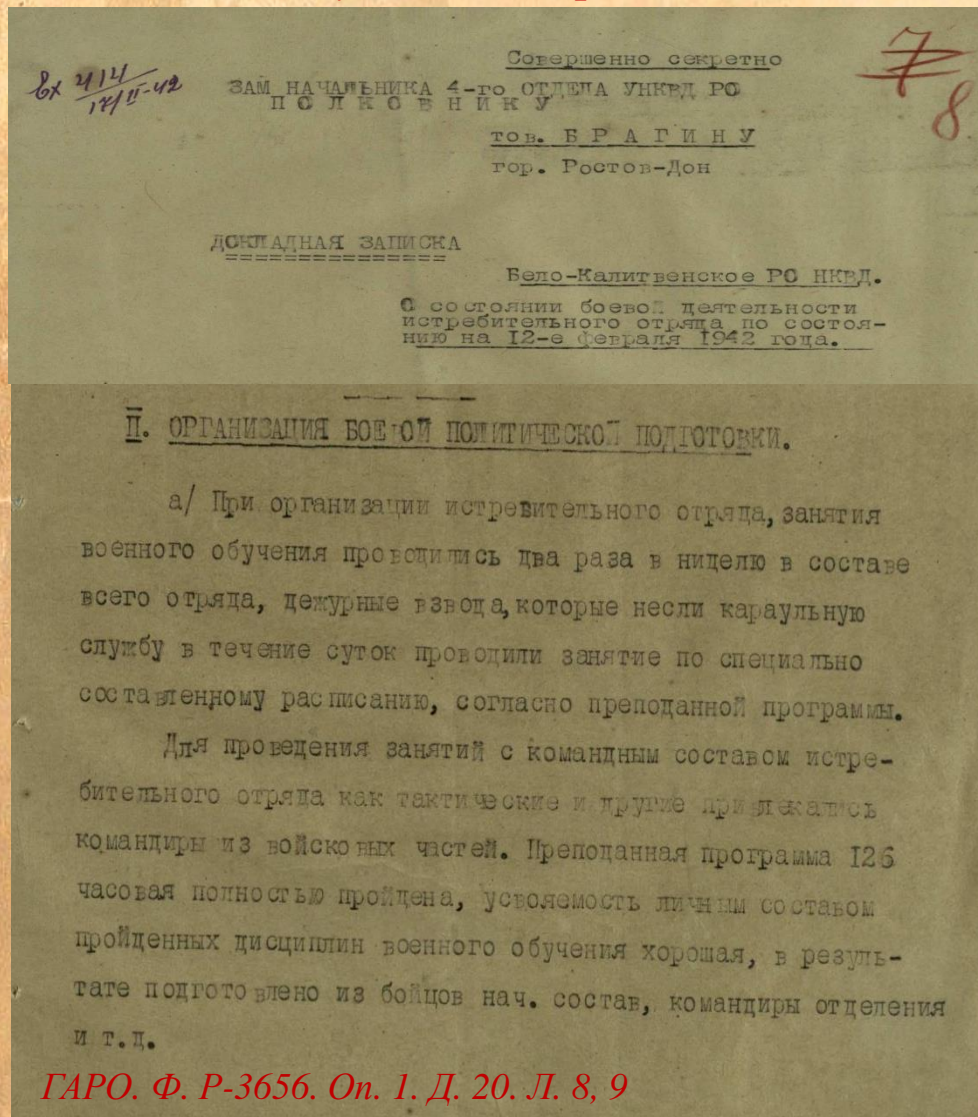 Вх 414
17/II-42
7
8
Совершенно секретно
ЗАМ НАЧАЛЬНИКА 4-го ОТДЕЛА УНКВД РО
П О Л К О В Н И К У
тов. Б Р А Г И Н У
гор. Ростов-Дон
ДОКЛАДНАЯ ЗАПИСКА
===============
Бело-Калитвенское РО НКВД.
О состоянии боевой деятельности
истребительного отряда по состоя-
нию на 12-е февраля 1942 года.
II. ОРГАНИЗАЦИЯ БОЕВОЙ ПОЛИТИЧЕСКОЙ ПОДГОТОВКИ.
а/ При организации истревительного отряда, занятия
военного обучения проводились два раза в ниделю в составе
всего отряда, дежурные взвода, которые несли караульную
службу в течение суток проводили занятие по специально
составленному расписанию, согласно преподанной программы.
Для проведения занятий с командным составом истре-
бительного отряда как тактические и другие привлекались
командиры из войсковых частей. Преподанная программа I26
часовая полностью пройдена, усвояемость личным составом
пройденных дисциплин военного обучения хорошая, в резуль-
тате подготовлено из бойцов нач. состав, командиры отделения
и т.д.
ГАРО. Ф. Р-3656. Оп. 1. Д. 20. Л. 8, 9